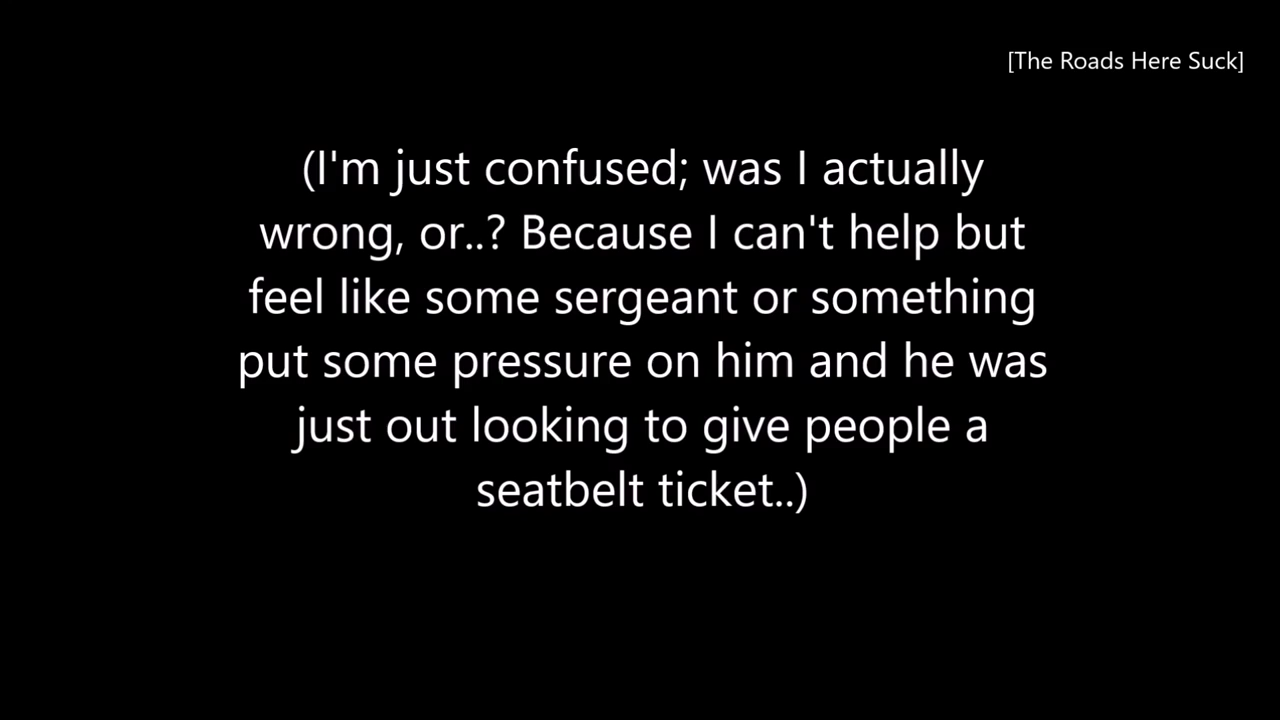 [The Roads Here Suck]
(I'm just confused; was I actually
wrong, or..? Because I can't help but
feel like some sergeant or something
put some pressure on him and he was
just out looking to give people a
seatbelt ticket..)